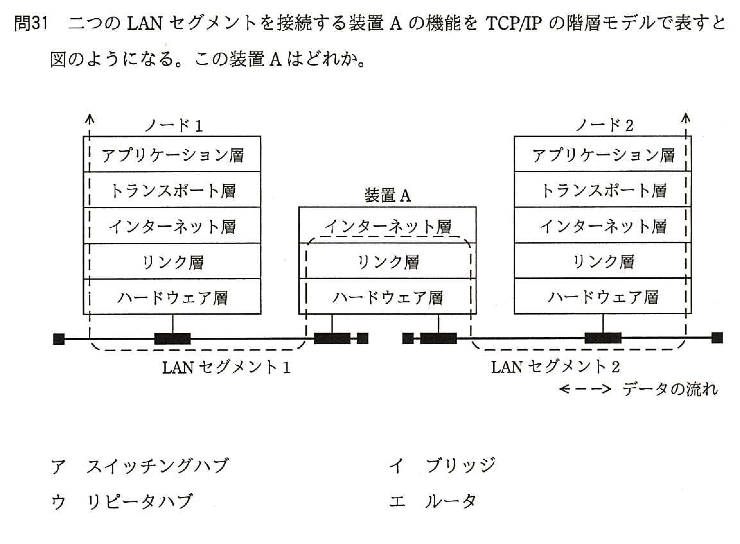 問31 二つの LAN セグメントを接続する装置 A の機能を TCP/IP の階層モデルで表すと
図のようになる。この装置 A はどれか。
ノード1
ノード2
アプリケーション層
アプリケーション層
トランスポート層
装置A
トランスポート層
インターネット層
インターネット層
インターネット層
リンク層
リンク層
リンク層
ハードウェア層
ハードウェア層
ハードウェア層
LAN セグメント1
LAN セグメント2
データの流れ
ア スイッチングハブ
イ ブリッジ
ウ リピータハブ
エ ルータ